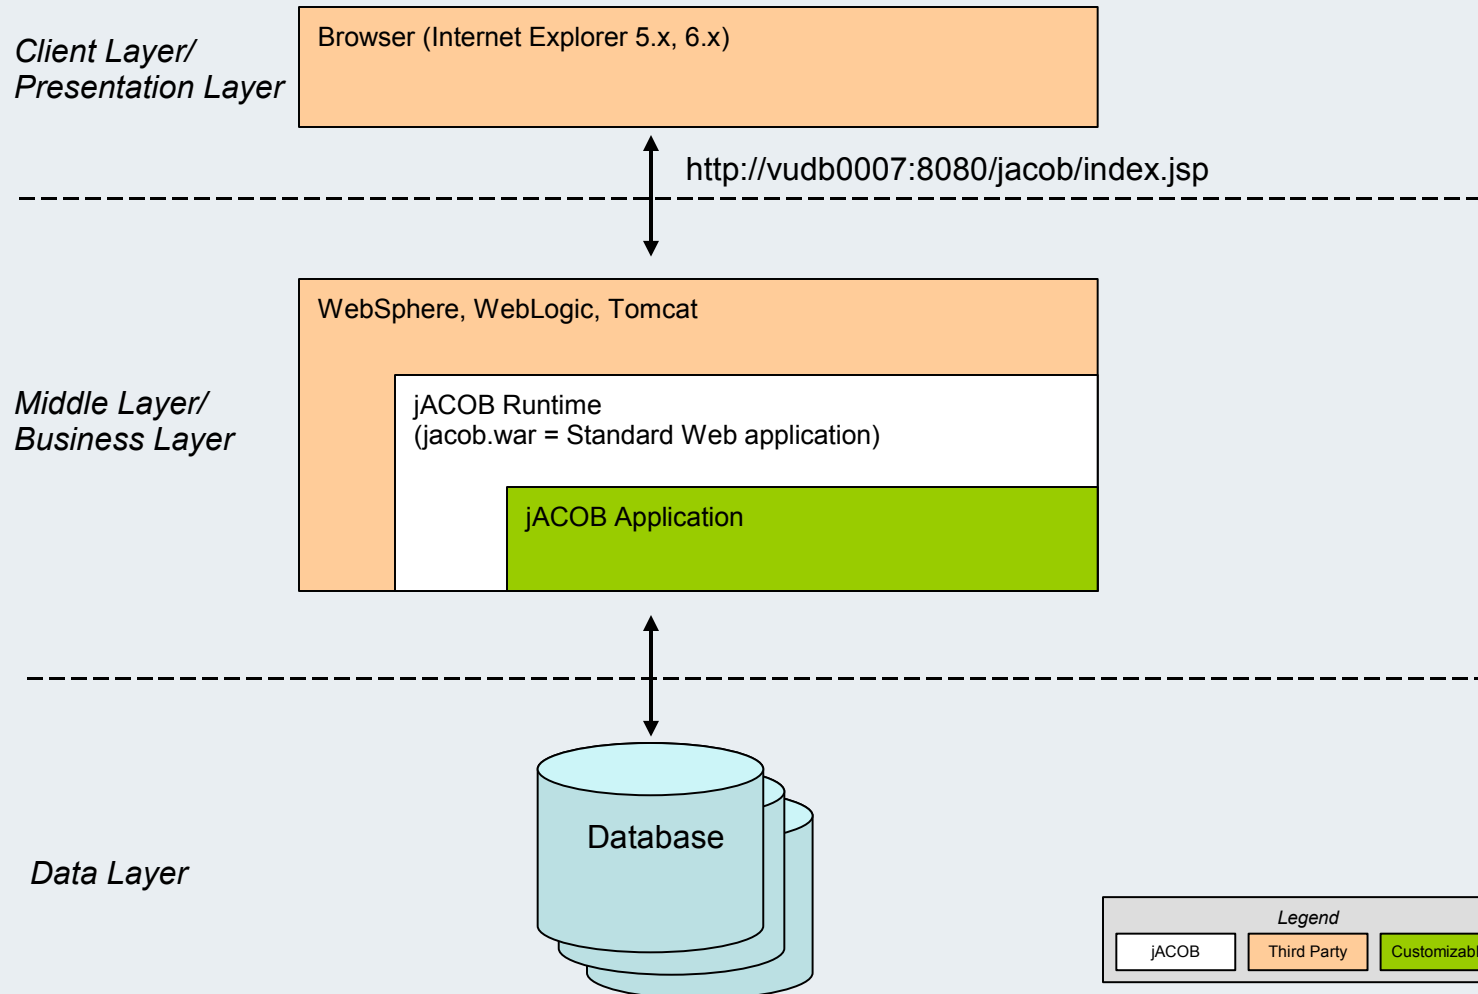 Client Layer/
Presentation Layer
Browser (Internet Explorer 5.x, 6.x)
http://vudb0007:8080/jacob/index.jsp
Middle Layer/
Business Layer
WebSphere, WebLogic, Tomcat
jACOB Runtime
(jacob.war = Standard Web application)
jACOB Application
Data Layer
Database
Legend
jACOB
Third Party